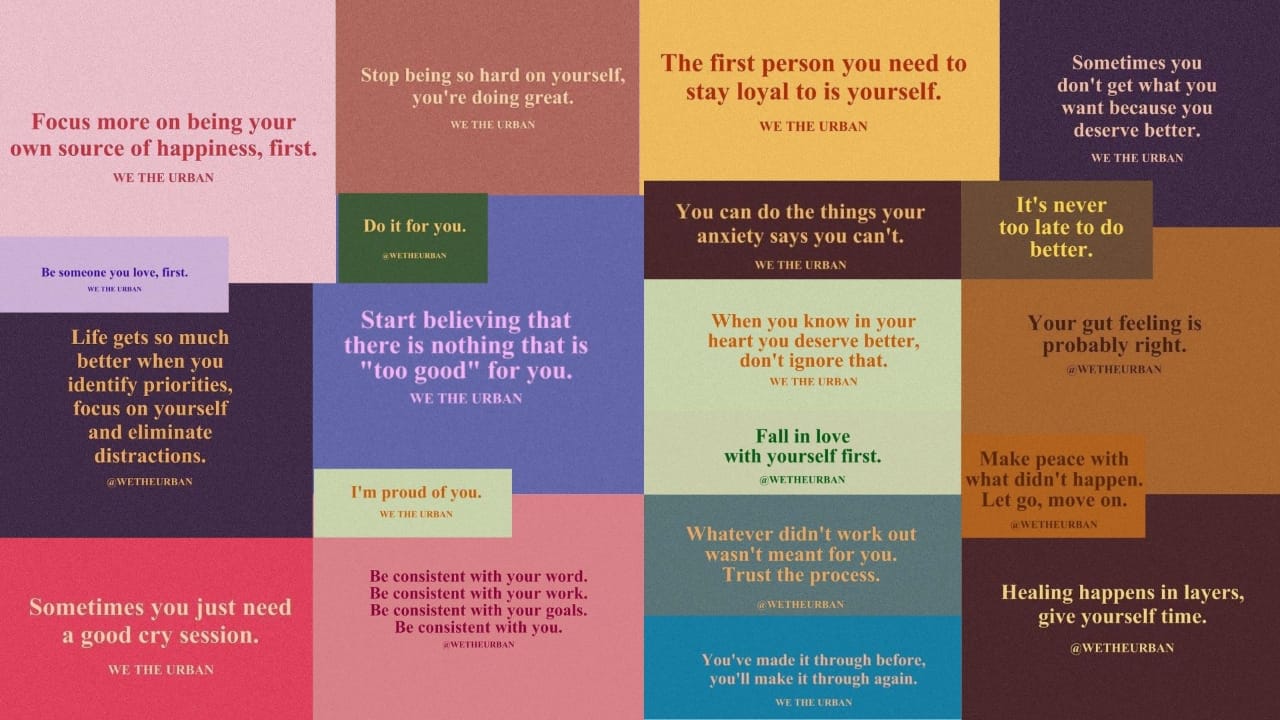 Focus more on being your
own source of happiness, first.
WE THE URBAN
Stop being so hard on yourself,
you're doing great.
WE THE URBAN
The first person you need to
stay loyal to is yourself.
WE THE URBAN
Sometimes you
don't get what you
want because you
deserve better.
WE THE URBAN
Be someone you love, first.
WE THE URBAN
Do it for you.
@WETHEURBAN
You can do the things your
anxiety says you can't.
WE THE URBAN
It's never
too late to do
better.
Life gets so much
better when you
identify priorities,
focus on yourself
and eliminate
distractions.
@WETHEURBAN
Start believing that
there is nothing that is
"too good" for you.
WE THE URBAN
When you know in your
heart you deserve better,
don't ignore that.
WE THE URBAN
Your gut feeling is
probably right.
@WETHEURBAN
Fall in love
with yourself first.
@WETHEURBAN
Make peace with
what didn't happen.
Let go, move on.
@WETHEURBAN
I'm proud of you.
WE THE URBAN
Sometimes you just need
a good cry session.
WE THE URBAN
Be consistent with your word.
Be consistent with your work.
Be consistent with your goals.
Be consistent with you.
@WETHEURBAN
Whatever didn't work out
wasn't meant for you.
Trust the process.
@WETHEURBAN
You've made it through before,
you'll make it through again.
WE THE URBAN
Healing happens in layers,
give yourself time.
@WETHEURBAN